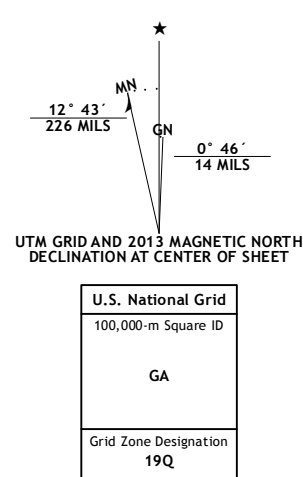 ★
MN
12° 43´
226 MILS
GN
0° 46´
14 MILS
UTM GRID AND 2013 MAGNETIC NORTH
DECLINATION AT CENTER OF SHEET
U.S. National Grid
100,000-m Square ID
GA
Grid Zone Designation
19Q